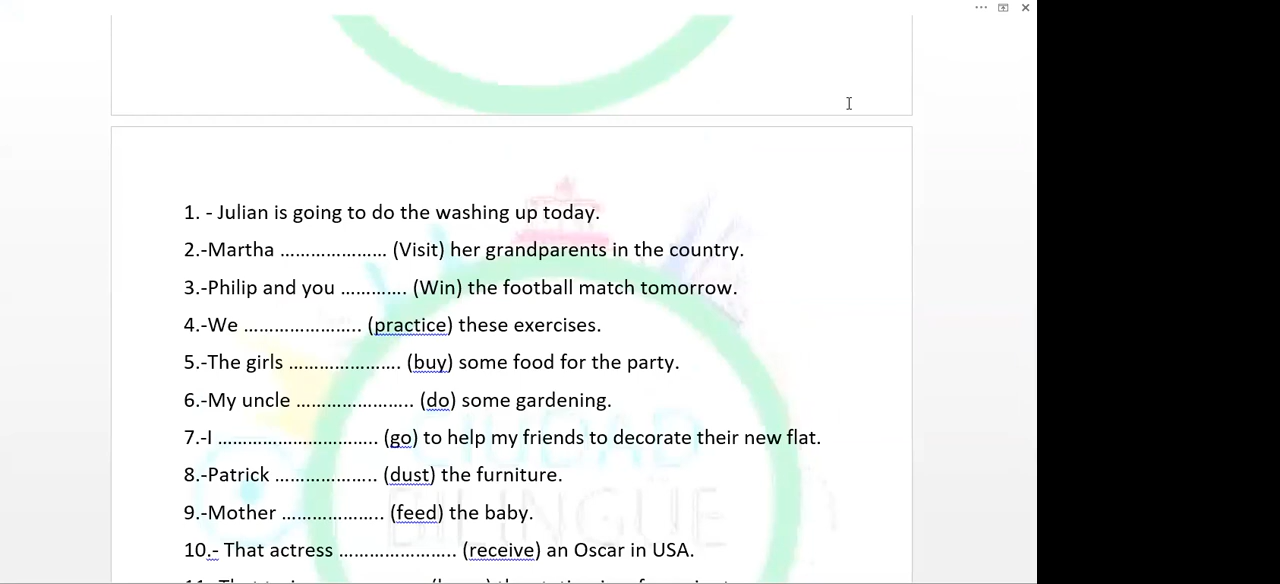 1. - Julian is going to do the washing up today.
2.-Martha ………………… (Visit) her grandparents in the country.
3.-Philip and you …………. (Win) the football match tomorrow.
4.-We ………………….. (practice) these exercises.
5.-The girls …………………. (buy) some food for the party.
6.-My uncle ………………….. (do) some gardening.
7.-I ………………………….. (go) to help my friends to decorate their new flat.
8.-Patrick ……………….. (dust) the furniture.
9.-Mother ……………….. (feed) the baby.
10.- That actress ………………….. (receive) an Oscar in USA.
CIUDAD
BILINGÜE